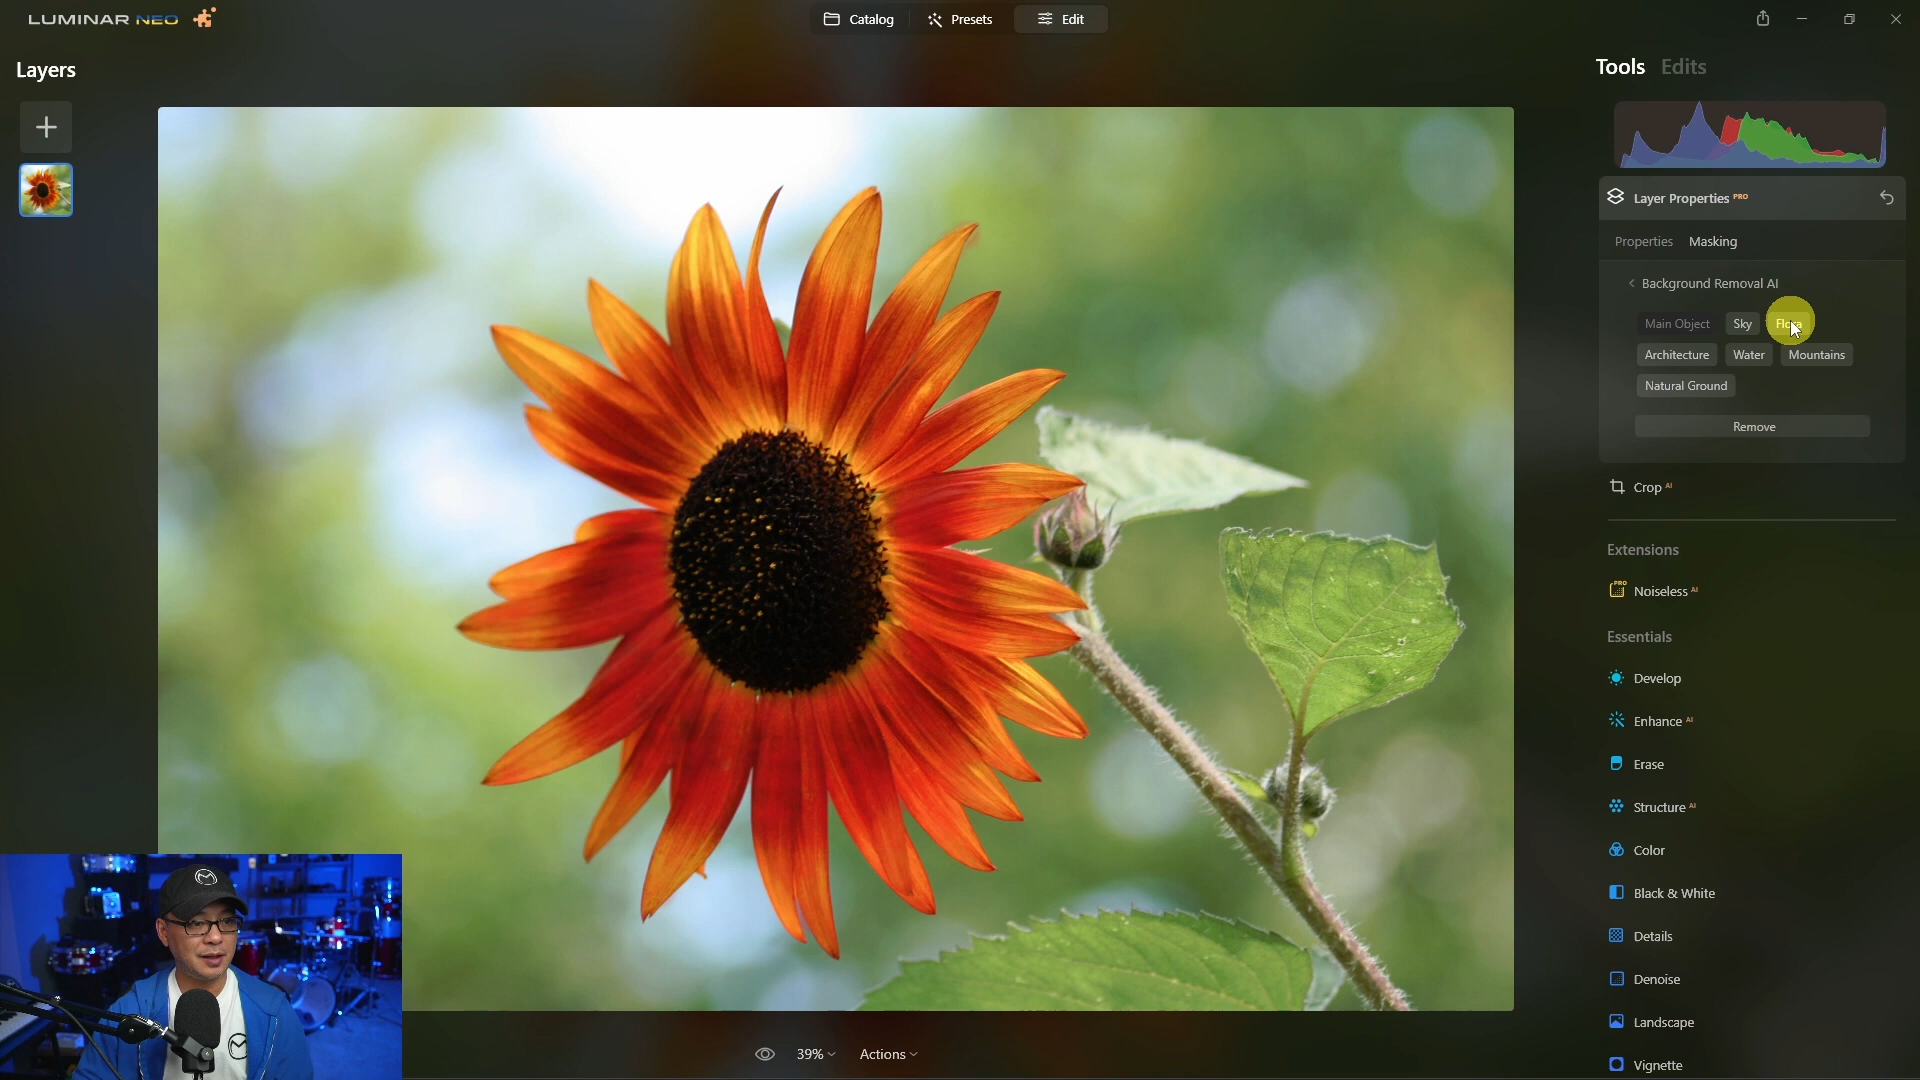 LUMINAR NEO
Catalog
Presets
Edit
Layers
Tools Edits
Layer Properties PRO
Properties Masking
Background Removal AI
Main Object Sky Flora
Architecture Water Mountains
Natural Ground
Remove
Crop AI
Extensions
PRO
Noiseless AI
Essentials
Develop
Enhance AI
Erase
Structure AI
Color
Black & White
Details
Denoise
Landscape
Vignette
39% Actions